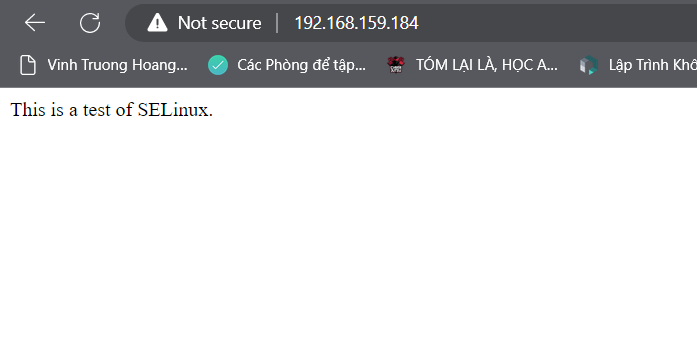 Not secure | 192.168.159.184
Vinh Truong Hoang... Các Phòng để tập... TÓM LẠI LÀ, HỌC A... Lập Trình Khô
This is a test of SELinux.